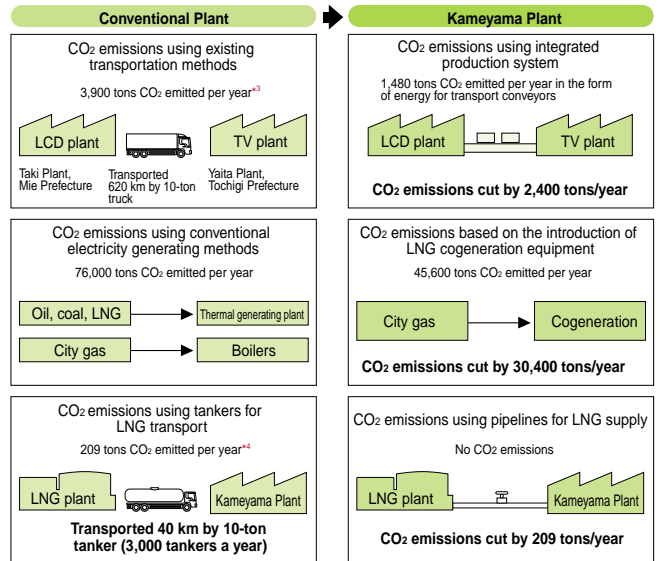 Conventional Plant
Kameyama Plant
CO2 emissions using existing
transportation methods
3,900 tons CO2 emitted per year*3
LCD plant
TV plant
Taki Plant,
Mie Prefecture
Transported
620 km by 10-ton
truck
Yaita Plant,
Tochigi Prefecture
CO2 emissions using integrated
production system
1,480 tons CO2 emitted per year in the form
of energy for transport conveyors
LCD plant
TV plant
CO2 emissions cut by 2,400 tons/year
CO2 emissions using conventional
electricity generating methods
76,000 tons CO2 emitted per year
Oil, coal, LNG
Thermal generating plant
City gas
Boilers
CO2 emissions based on the introduction of
LNG cogeneration equipment
45,600 tons CO2 emitted per year
City gas
Cogeneration
CO2 emissions cut by 30,400 tons/year
CO2 emissions using tankers for
LNG transport
209 tons CO2 emitted per year*4
LNG plant
Kameyama Plant
Transported 40 km by 10-ton
tanker (3,000 tankers a year)
CO2 emissions using pipelines for LNG supply
No CO2 emissions
LNG plant
Kameyama Plant
CO2 emissions cut by 209 tons/year